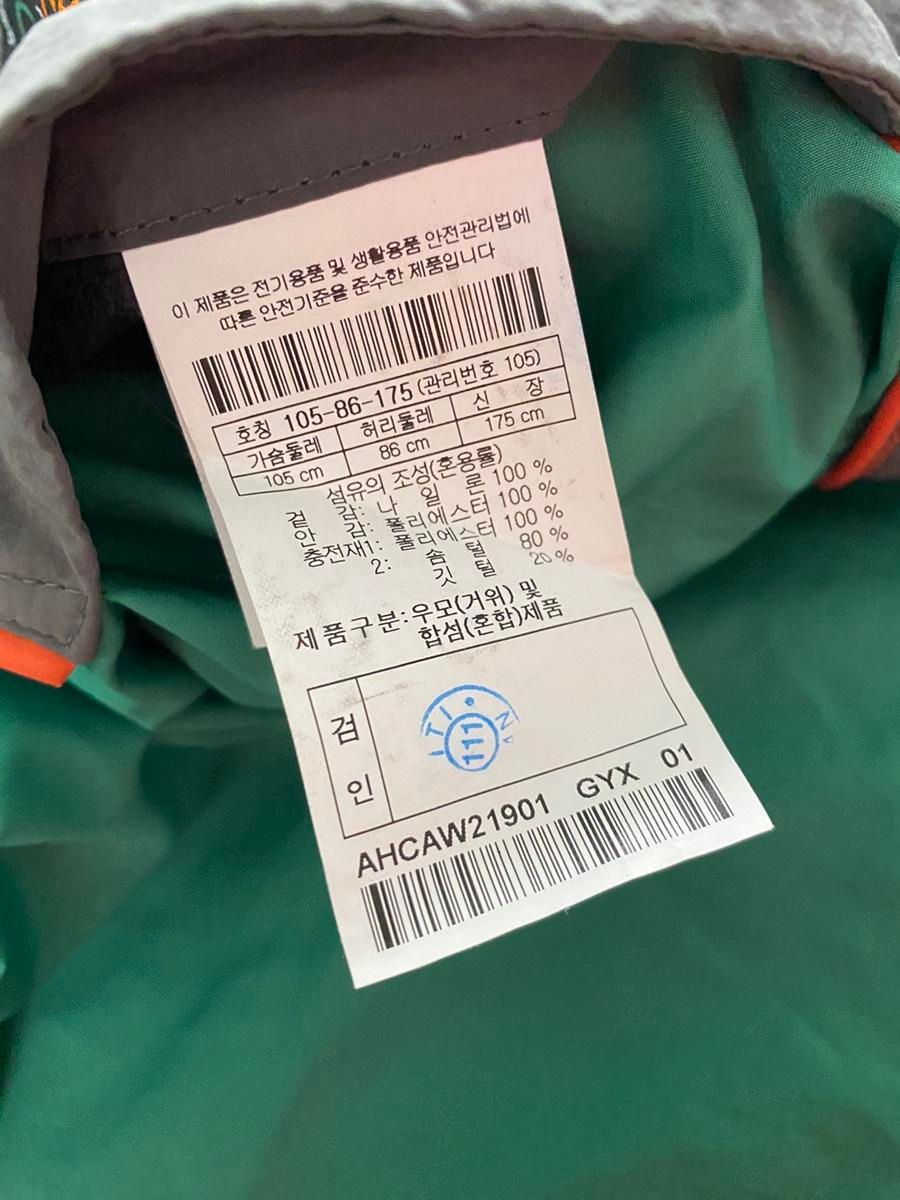 이 제품은 전기용품 및 생활용품 안전관리법에
따른 안전기준을 준수한 제품입니다
호칭 105-86-175 (관리번호 105)
가슴둘레 허리둘레 신 장
105 cm 86 cm 175 cm
섬유의 조성(혼용률)
겉 감: 나 일 론 100 %
안 감: 폴리에스터 100 %
충전재1: 폴리에스터 100 %
2: 솜 털 80 %
깃 털 20 %
제품구분: 우모(거위) 및
합섬(혼합)제품
검
인
ITI
111
AHCAW21901 GYX 01